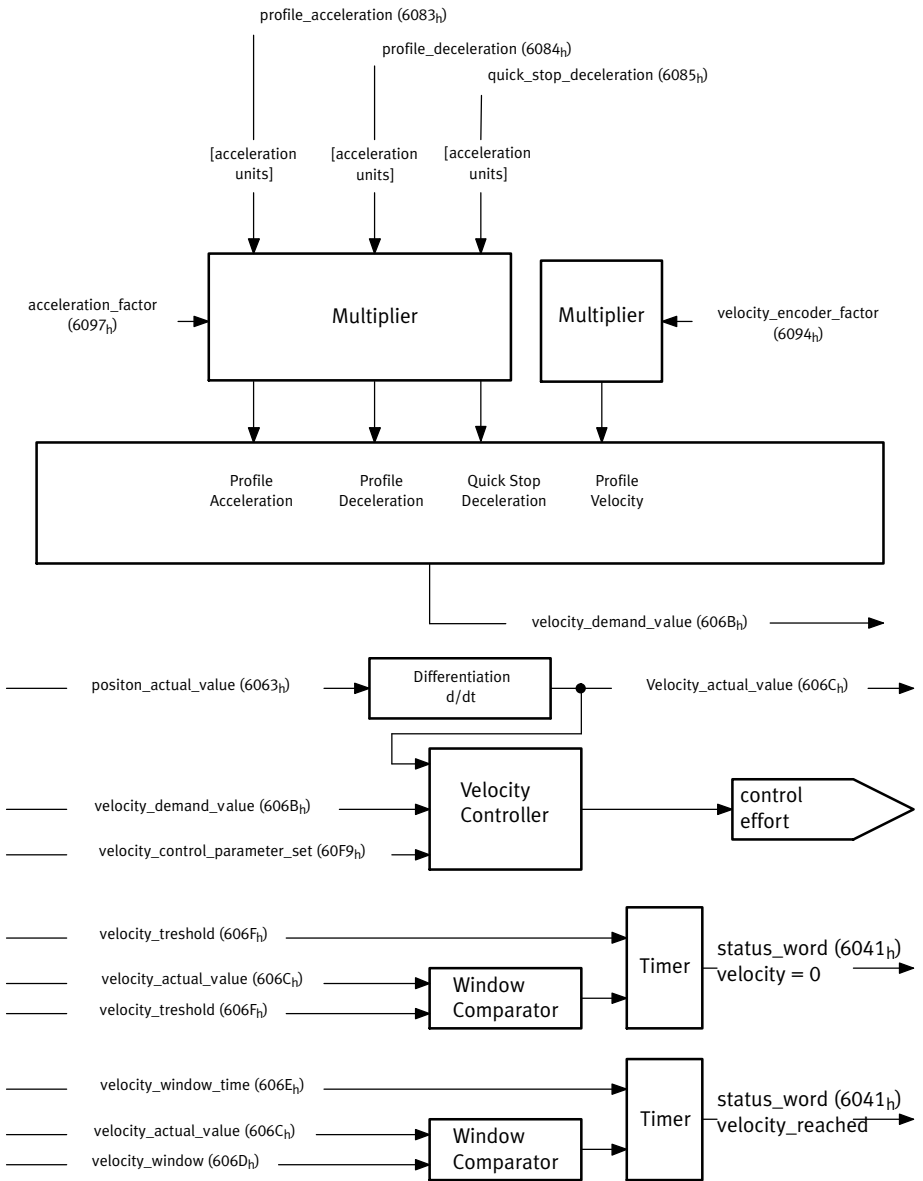 profile_acceleration (6083h)
profile_deceleration (6084h)
quick_stop_deceleration (6085h)
[acceleration
units]
[acceleration
units]
[acceleration
units]
acceleration_factor
(6097h)
Multiplier
Multiplier
velocity_encoder_factor
(6094h)
Profile
Acceleration
Profile
Deceleration
Quick Stop
Deceleration
Profile
Velocity
velocity_demand_value (606Bh)
positon_actual_value (6063h)
Differentiation
d/dt
Velocity_actual_value (606Ch)
velocity_demand_value (606Bh)
velocity_control_parameter_set (60F9h)
Velocity
Controller
control
effort
velocity_treshold (606Fh)
velocity_actual_value (606Ch)
velocity_treshold (606Fh)
Window
Comparator
Timer
status_word (6041h)
velocity = 0
velocity_window_time (606Eh)
velocity_actual_value (606Ch)
velocity_window (606Dh)
Window
Comparator
Timer
status_word (6041h)
velocity_reached